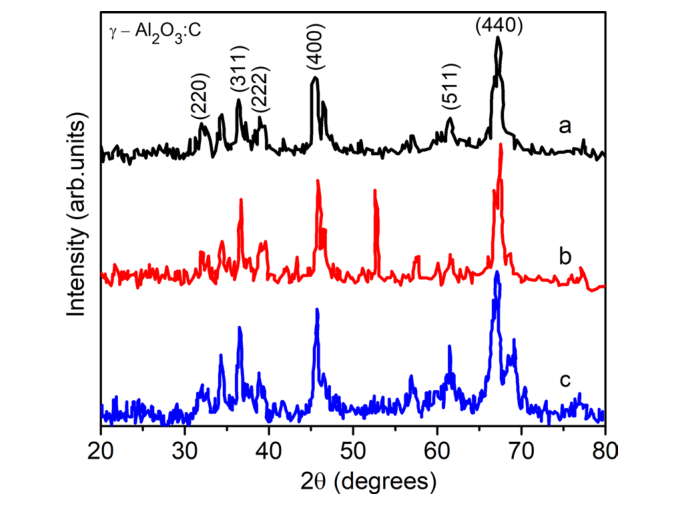 γ – Al₂O₃:C
(220)
(311)
(222)
(400)
(511)
(440)
a
b
c
Intensity (arb.units)
20 30 40 50 60 70 80
2θ (degrees)